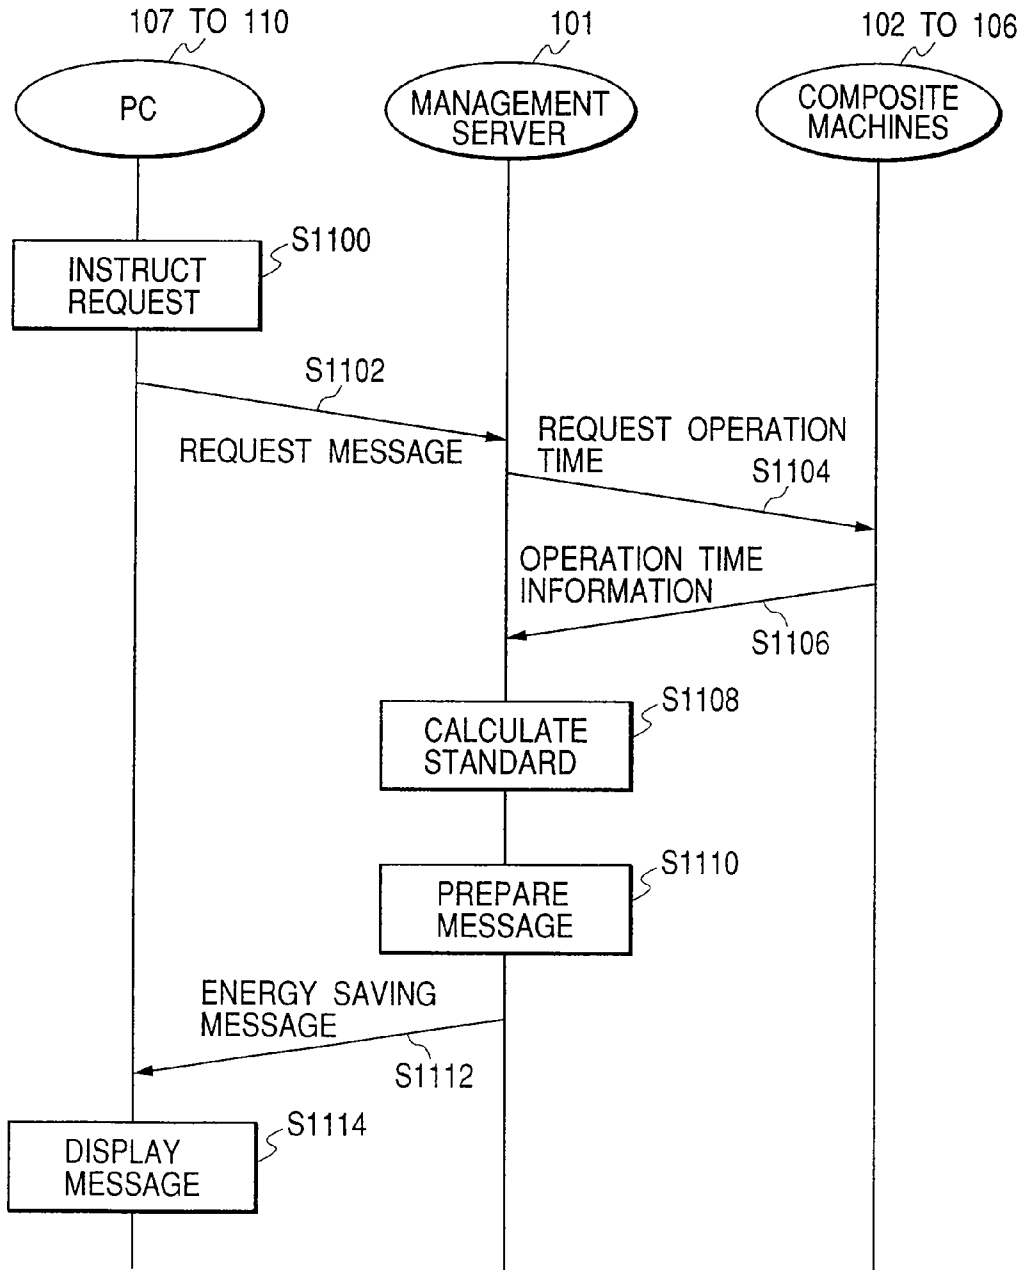 107 TO 110
101
102 TO 106
PC
MANAGEMENT
SERVER
COMPOSITE
MACHINES
S1100
INSTRUCT
REQUEST
S1102
REQUEST MESSAGE
REQUEST OPERATION
TIME
S1104
OPERATION TIME
INFORMATION
S1106
S1108
CALCULATE
STANDARD
S1110
PREPARE
MESSAGE
ENERGY SAVING
MESSAGE
S1112
S1114
DISPLAY
MESSAGE